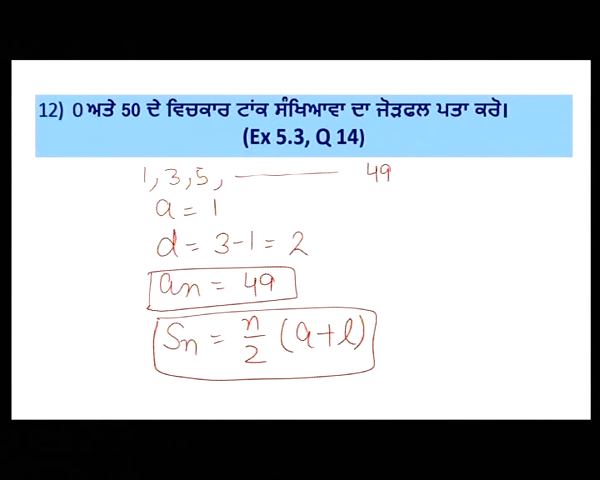 12) 0 ਅਤੇ 50 ਦੇ ਵਿਚਕਾਰ ਟਾਂਕ ਸੰਖਿਆਵਾ ਦਾ ਜੋੜਫਲ ਪਤਾ ਕਰੋ।
(Ex 5.3, Q 14)
1, 3, 5, ——— 49
a = 1
d = 3-1 = 2
an = 49
Sn = n/2 (a+l)